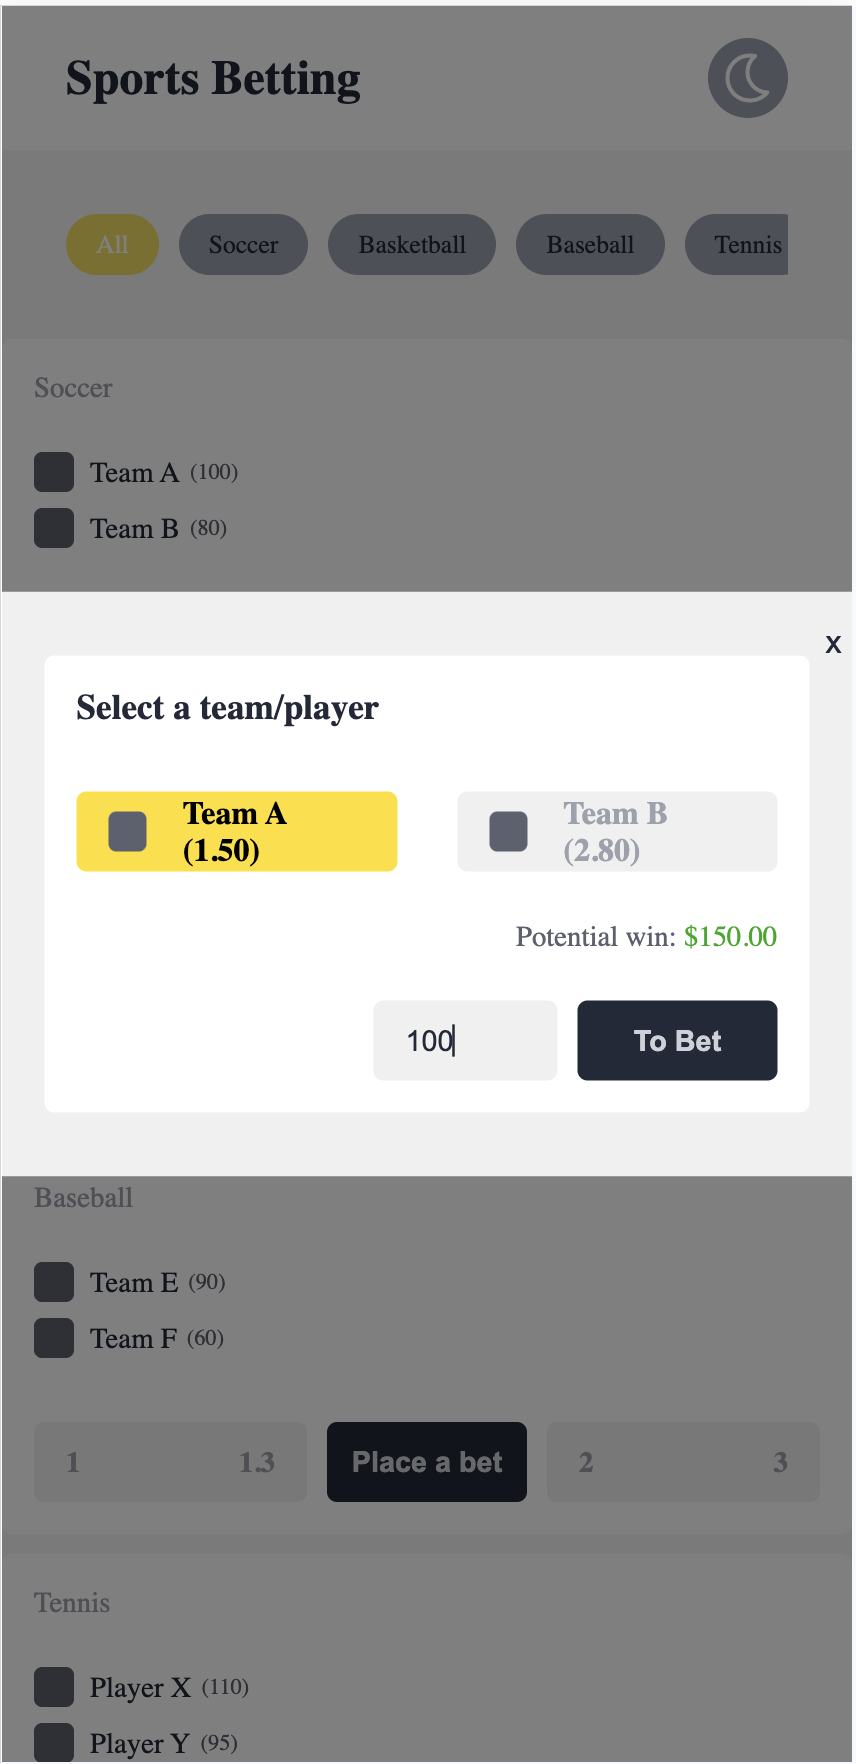 Sports Betting
All Soccer Basketball Baseball Tennis
Soccer
Team A (100)
Team B (80)
X
Select a team/player
Team A
(1.50)
Team B
(2.80)
Potential win: $150.00
100 To Bet
Baseball
Team E (90)
Team F (60)
1 1.3 Place a bet 2 3
Tennis
Player X (110)
Player Y (95)